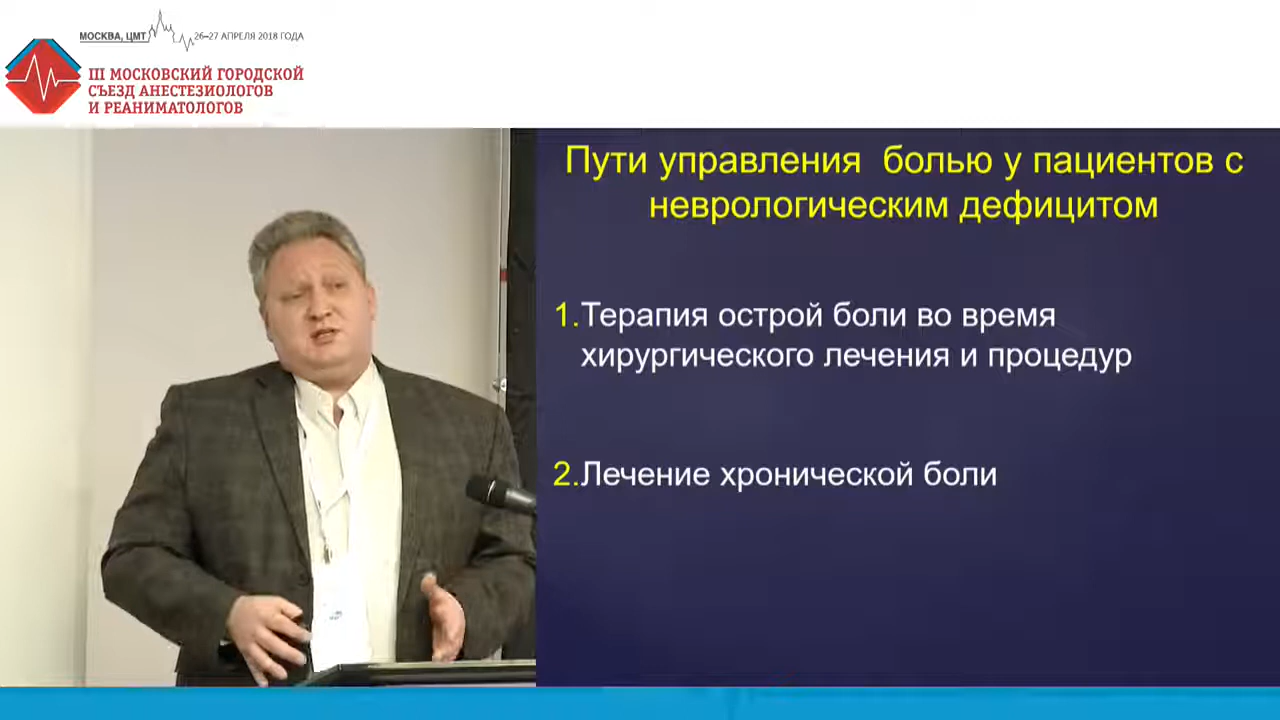 МОСКВА, ЦМТ 26–27 АПРЕЛЯ 2018 ГОДА
III МОСКОВСКИЙ ГОРОДСКОЙ
СЪЕЗД АНЕСТЕЗИОЛОГОВ
И РЕАНИМАТОЛОГОВ
Пути управления болью у пациентов с
неврологическим дефицитом
1.Терапия острой боли во время
хирургического лечения и процедур
2.Лечение хронической боли